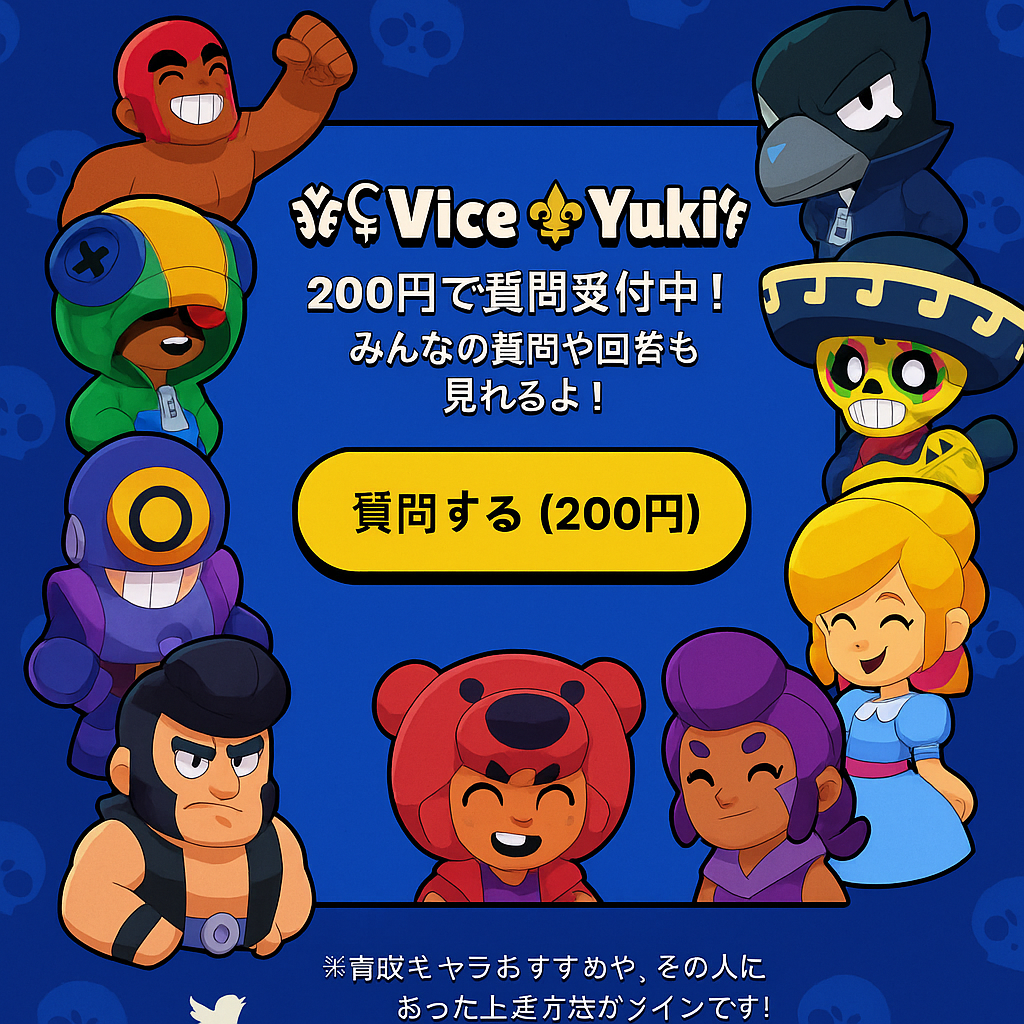 Vice⚜Yuki
200円で質問受付中！
みんなの質問や回答も
見れるよ！
質問する (200円)
※育成キャラおすすめや、その人に
あった上達方法がメインです！